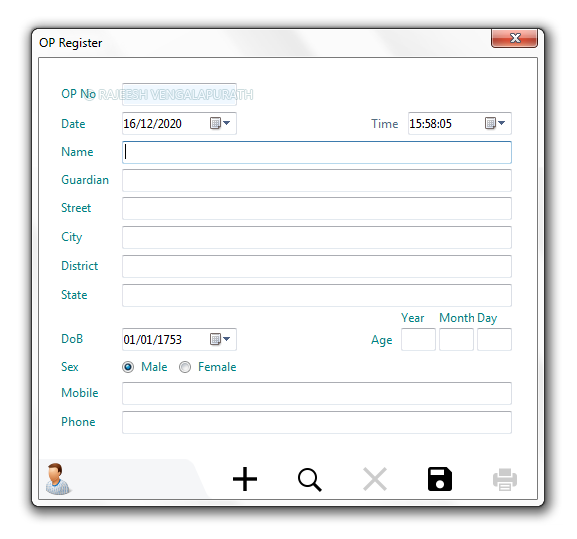 OP Register
OP No
© RAJEESH VENGALAPURATH
Date 16/12/2020 Time 15:58:05
Name
Guardian
Street
City
District
State
Year Month Day
DoB 01/01/1753 Age
Sex Male Female
Mobile
Phone